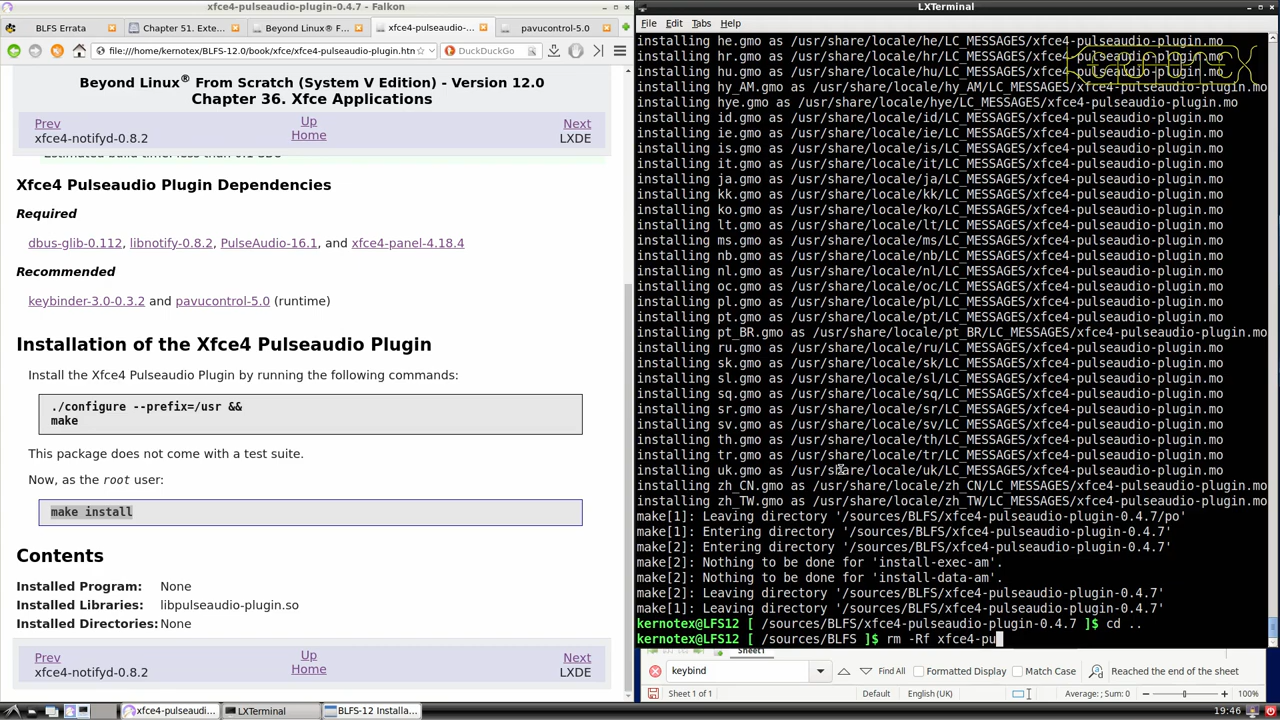 xfce4-pulseaudio-plugin-0.4.7 - Falkon
BLFS Errata
Chapter 51. Exte...
Beyond Linux® F...
xfce4-pulseaudio-...
pavucontrol-5.0
file:///home/kernotex/BLFS-12.0/book/xfce/xfce4-pulseaudio-plugin.htm
DuckDuckGo
Beyond Linux® From Scratch (System V Edition) - Version 12.0
Chapter 36. Xfce Applications
Prev
Up
Next
xfce4-notifyd-0.8.2
Home
LXDE
Estimated build time: less than 0.1 SBU
Xfce4 Pulseaudio Plugin Dependencies
Required
dbus-glib-0.112, libnotify-0.8.2, PulseAudio-16.1, and xfce4-panel-4.18.4
Recommended
keybinder-3.0-0.3.2 and pavucontrol-5.0 (runtime)
Installation of the Xfce4 Pulseaudio Plugin
Install the Xfce4 Pulseaudio Plugin by running the following commands:
./configure --prefix=/usr &&
make
This package does not come with a test suite.
Now, as the root user:
make install
Contents
Installed Program: None
Installed Libraries: libpulseaudio-plugin.so
Installed Directories: None
Prev
Up
Next
xfce4-notifyd-0.8.2
Home
LXDE
LXTerminal
File Edit Tabs Help
KERNOTEX
installing he.gmo as /usr/share/locale/he/LC_MESSAGES/xfce4-pulseaudio-plugin.mo
installing hr.gmo as /usr/share/locale/hr/LC_MESSAGES/xfce4-pulseaudio-plugin.mo
installing hu.gmo as /usr/share/locale/hu/LC_MESSAGES/xfce4-pulseaudio-plugin.mo
installing hy_AM.gmo as /usr/share/locale/hy_AM/LC_MESSAGES/xfce4-pulseaudio-plugin.mo
installing hye.gmo as /usr/share/locale/hye/LC_MESSAGES/xfce4-pulseaudio-plugin.mo
installing id.gmo as /usr/share/locale/id/LC_MESSAGES/xfce4-pulseaudio-plugin.mo
installing ie.gmo as /usr/share/locale/ie/LC_MESSAGES/xfce4-pulseaudio-plugin.mo
installing is.gmo as /usr/share/locale/is/LC_MESSAGES/xfce4-pulseaudio-plugin.mo
installing it.gmo as /usr/share/locale/it/LC_MESSAGES/xfce4-pulseaudio-plugin.mo
installing ja.gmo as /usr/share/locale/ja/LC_MESSAGES/xfce4-pulseaudio-plugin.mo
installing kk.gmo as /usr/share/locale/kk/LC_MESSAGES/xfce4-pulseaudio-plugin.mo
installing ko.gmo as /usr/share/locale/ko/LC_MESSAGES/xfce4-pulseaudio-plugin.mo
installing lt.gmo as /usr/share/locale/lt/LC_MESSAGES/xfce4-pulseaudio-plugin.mo
installing ms.gmo as /usr/share/locale/ms/LC_MESSAGES/xfce4-pulseaudio-plugin.mo
installing nb.gmo as /usr/share/locale/nb/LC_MESSAGES/xfce4-pulseaudio-plugin.mo
installing nl.gmo as /usr/share/locale/nl/LC_MESSAGES/xfce4-pulseaudio-plugin.mo
installing oc.gmo as /usr/share/locale/oc/LC_MESSAGES/xfce4-pulseaudio-plugin.mo
installing pl.gmo as /usr/share/locale/pl/LC_MESSAGES/xfce4-pulseaudio-plugin.mo
installing pt.gmo as /usr/share/locale/pt/LC_MESSAGES/xfce4-pulseaudio-plugin.mo
installing pt_BR.gmo as /usr/share/locale/pt_BR/LC_MESSAGES/xfce4-pulseaudio-plugin.mo
installing ru.gmo as /usr/share/locale/ru/LC_MESSAGES/xfce4-pulseaudio-plugin.mo
installing sk.gmo as /usr/share/locale/sk/LC_MESSAGES/xfce4-pulseaudio-plugin.mo
installing sl.gmo as /usr/share/locale/sl/LC_MESSAGES/xfce4-pulseaudio-plugin.mo
installing sq.gmo as /usr/share/locale/sq/LC_MESSAGES/xfce4-pulseaudio-plugin.mo
installing sr.gmo as /usr/share/locale/sr/LC_MESSAGES/xfce4-pulseaudio-plugin.mo
installing sv.gmo as /usr/share/locale/sv/LC_MESSAGES/xfce4-pulseaudio-plugin.mo
installing th.gmo as /usr/share/locale/th/LC_MESSAGES/xfce4-pulseaudio-plugin.mo
installing tr.gmo as /usr/share/locale/tr/LC_MESSAGES/xfce4-pulseaudio-plugin.mo
installing uk.gmo as /usr/share/locale/uk/LC_MESSAGES/xfce4-pulseaudio-plugin.mo
installing zh_CN.gmo as /usr/share/locale/zh_CN/LC_MESSAGES/xfce4-pulseaudio-plugin.mo
installing zh_TW.gmo as /usr/share/locale/zh_TW/LC_MESSAGES/xfce4-pulseaudio-plugin.mo
make[1]: Leaving directory '/sources/BLFS/xfce4-pulseaudio-plugin-0.4.7/po'
make[1]: Entering directory '/sources/BLFS/xfce4-pulseaudio-plugin-0.4.7'
make[2]: Entering directory '/sources/BLFS/xfce4-pulseaudio-plugin-0.4.7'
make[2]: Nothing to be done for 'install-exec-am'.
make[2]: Nothing to be done for 'install-data-am'.
make[2]: Leaving directory '/sources/BLFS/xfce4-pulseaudio-plugin-0.4.7'
make[1]: Leaving directory '/sources/BLFS/xfce4-pulseaudio-plugin-0.4.7'
kernotex@LFS12 [ /sources/BLFS/xfce4-pulseaudio-plugin-0.4.7 ]$ cd ..
kernotex@LFS12 [ /sources/BLFS ]$ rm -Rf xfce4-pu
Sheet1
keybind
Find All
Formatted Display
Match Case
Reached the end of the sheet
Sheet 1 of 1
Default
English (UK)
Average: ; Sum: 0
100%
xfce4-pulseaudi...
LXTerminal
BLFS-12 Installa...
19:46